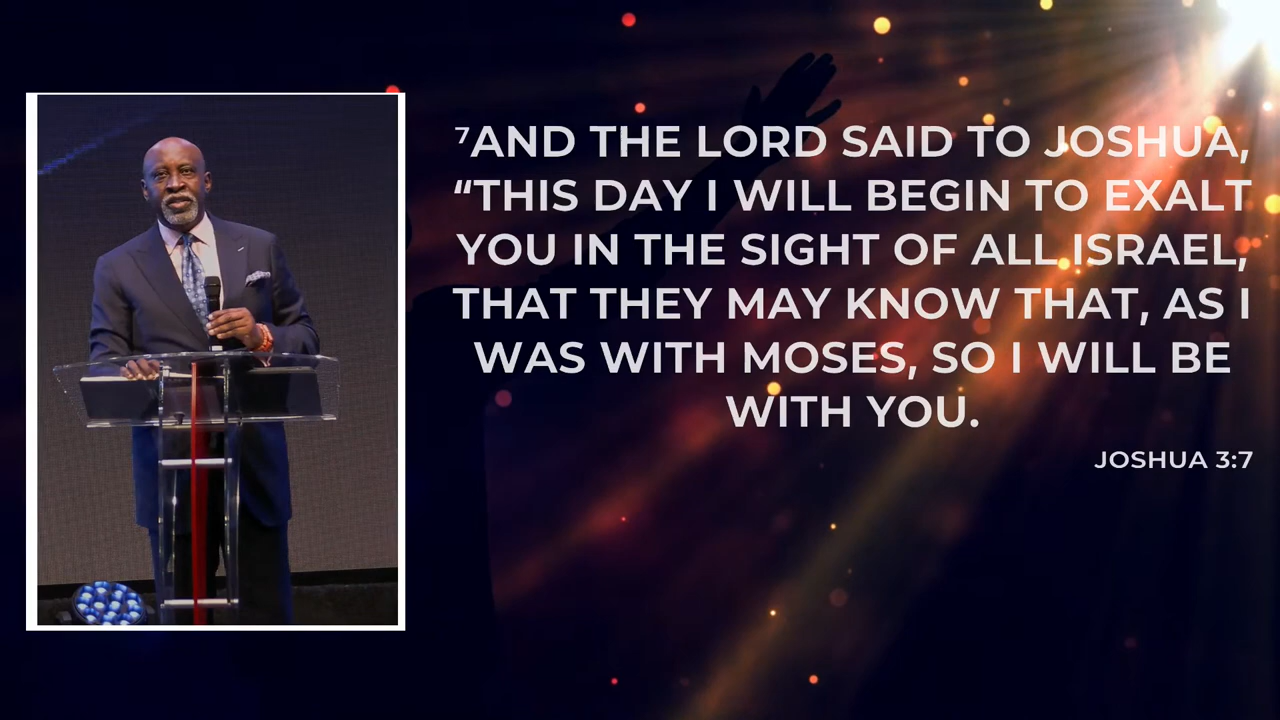 ⁷AND THE LORD SAID TO JOSHUA,
“THIS DAY I WILL BEGIN TO EXALT
YOU IN THE SIGHT OF ALL ISRAEL,
THAT THEY MAY KNOW THAT, AS I
WAS WITH MOSES, SO I WILL BE
WITH YOU.
JOSHUA 3:7